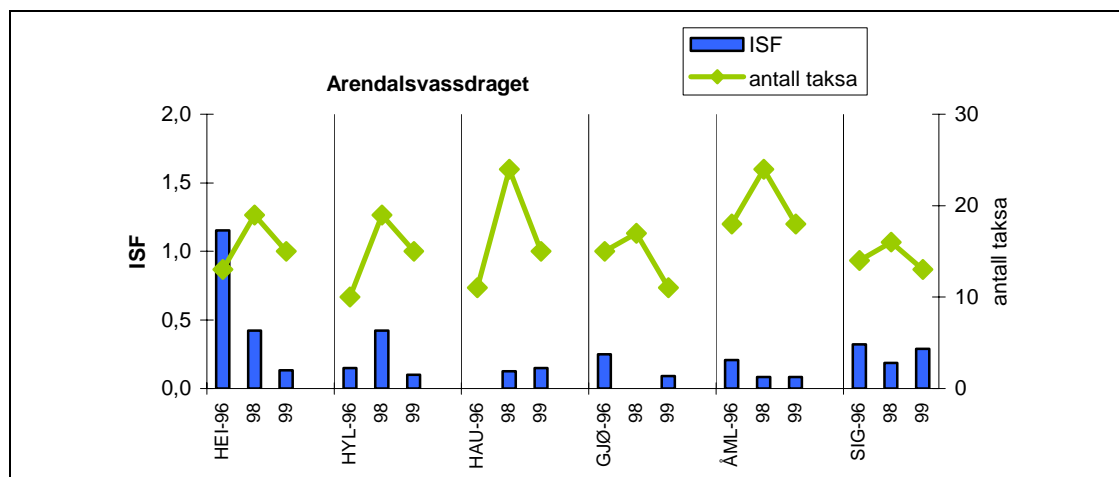 ISF
antall taksa
Arendalsvassdraget
2,0
1,5
1,0
0,5
0,0
ISF
30
20
10
0
antall taksa
HEI-96
98
99
HYL-96
98
99
HAU-96
98
99
GJØ-96
98
99
ÅML-96
98
99
SIG-96
98
99